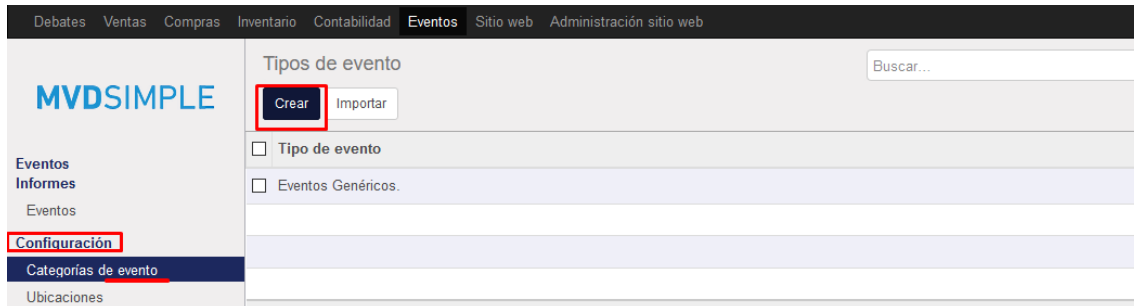 Debates Ventas Compras Inventario Contabilidad Eventos Sitio web Administración sitio web
Tipos de evento
Buscar...
MVDSIMPLE
Crear Importar
Tipo de evento
Eventos
Eventos Genéricos.
Informes
Eventos
Configuración
Categorías de evento
Ubicaciones